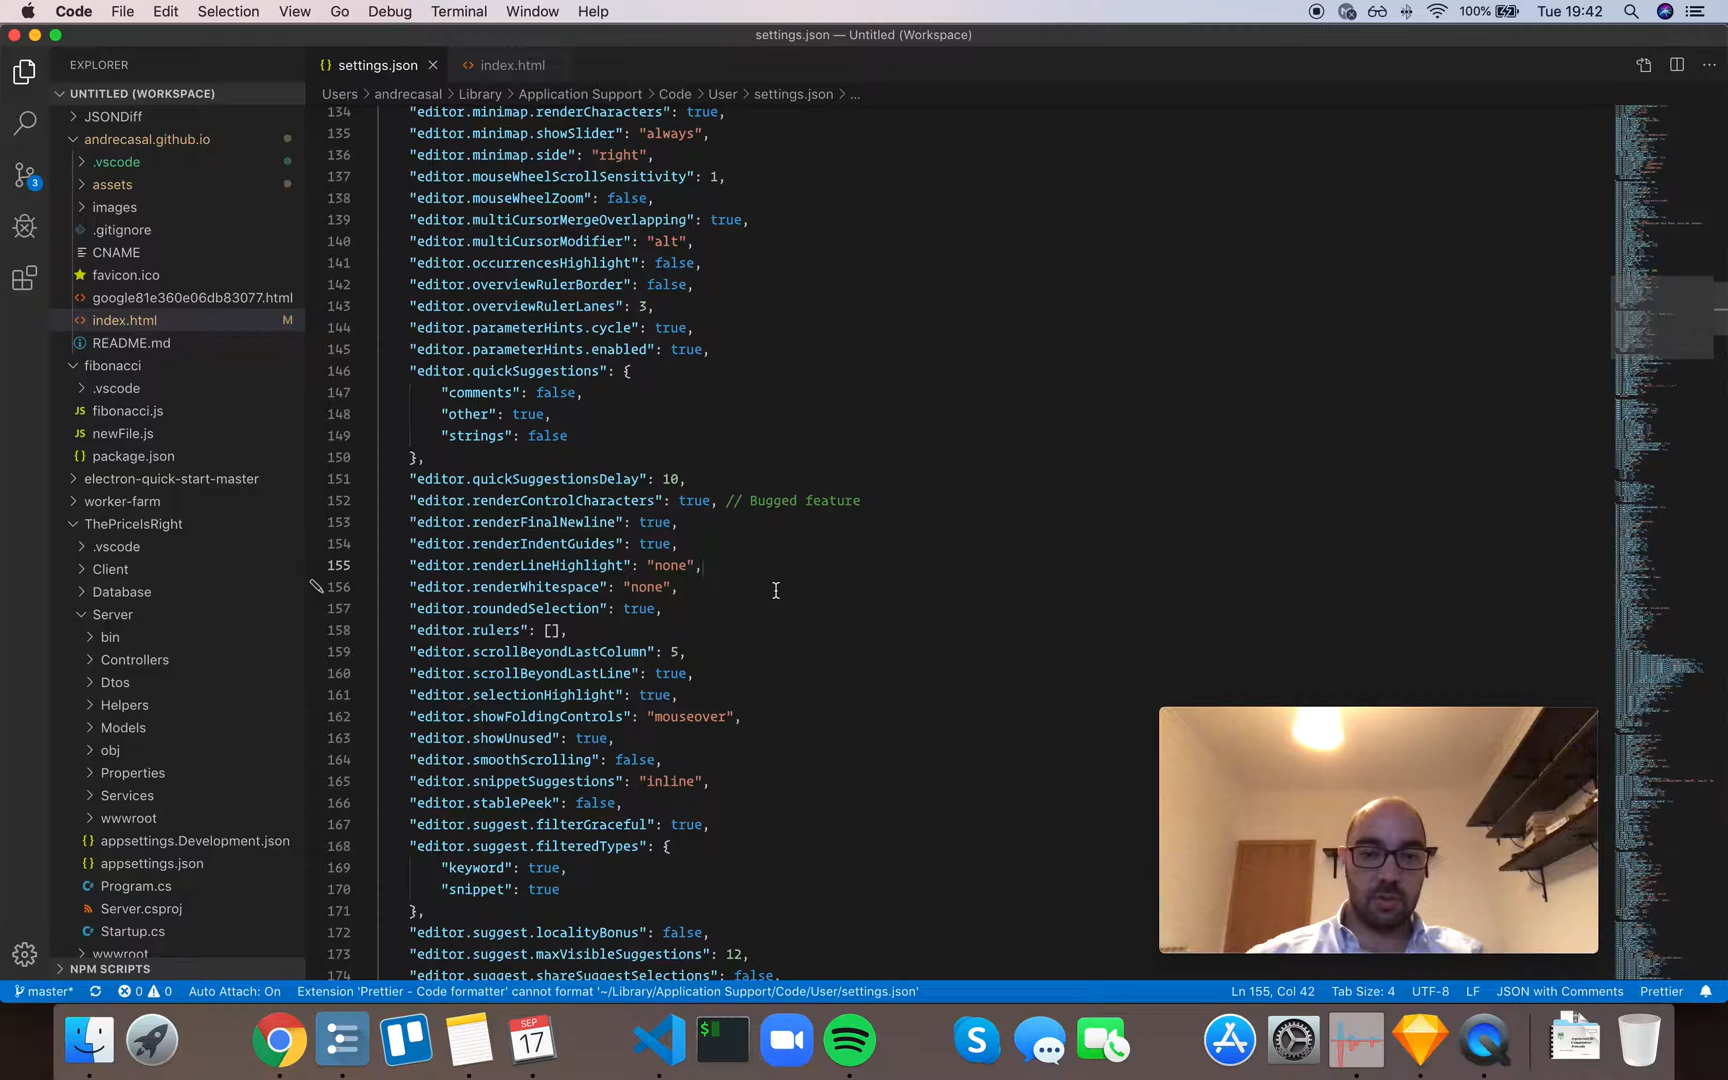 Code File Edit Selection View Go Debug Terminal Window Help 100% Tue 19:42
settings.json — Untitled (Workspace)
EXPLORER
UNTITLED (WORKSPACE)
JSONDiff
andrecasal.github.io
.vscode
assets
images
.gitignore
CNAME
favicon.ico
google81e360e06db83077.html
index.html M
README.md
fibonacci
.vscode
fibonacci.js
newFile.js
package.json
electron-quick-start-master
worker-farm
ThePriceIsRight
.vscode
Client
Database
Server
bin
Controllers
Dtos
Helpers
Models
obj
Properties
Services
wwwroot
appsettings.Development.json
appsettings.json
Program.cs
Server.csproj
Startup.cs
wwwroot
NPM SCRIPTS
3
{} settings.json × <> index.html
Users > andrecasal > Library > Application Support > Code > User > settings.json > ...
134 "editor.minimap.renderCharacters": true,
135 "editor.minimap.showSlider": "always",
136 "editor.minimap.side": "right",
137 "editor.mouseWheelScrollSensitivity": 1,
138 "editor.mouseWheelZoom": false,
139 "editor.multiCursorMergeOverlapping": true,
140 "editor.multiCursorModifier": "alt",
141 "editor.occurrencesHighlight": false,
142 "editor.overviewRulerBorder": false,
143 "editor.overviewRulerLanes": 3,
144 "editor.parameterHints.cycle": true,
145 "editor.parameterHints.enabled": true,
146 "editor.quickSuggestions": {
147 "comments": false,
148 "other": true,
149 "strings": false
150 },
151 "editor.quickSuggestionsDelay": 10,
152 "editor.renderControlCharacters": true, // Bugged feature
153 "editor.renderFinalNewline": true,
154 "editor.renderIndentGuides": true,
155 "editor.renderLineHighlight": "none",
156 "editor.renderWhitespace": "none",
157 "editor.roundedSelection": true,
158 "editor.rulers": [],
159 "editor.scrollBeyondLastColumn": 5,
160 "editor.scrollBeyondLastLine": true,
161 "editor.selectionHighlight": true,
162 "editor.showFoldingControls": "mouseover",
163 "editor.showUnused": true,
164 "editor.smoothScrolling": false,
165 "editor.snippetSuggestions": "inline",
166 "editor.stablePeek": false,
167 "editor.suggest.filterGraceful": true,
168 "editor.suggest.filteredTypes": {
169 "keyword": true,
170 "snippet": true
171 },
172 "editor.suggest.localityBonus": false,
173 "editor.suggest.maxVisibleSuggestions": 12,
174 "editor.suggest.shareSuggestSelections": false,
master* 0 0 Auto Attach: On Extension 'Prettier - Code formatter' cannot format '~/Library/Application Support/Code/User/settings.json' Ln 155, Col 42 Tab Size: 4 UTF-8 LF JSON with Comments Prettier
SEP
17